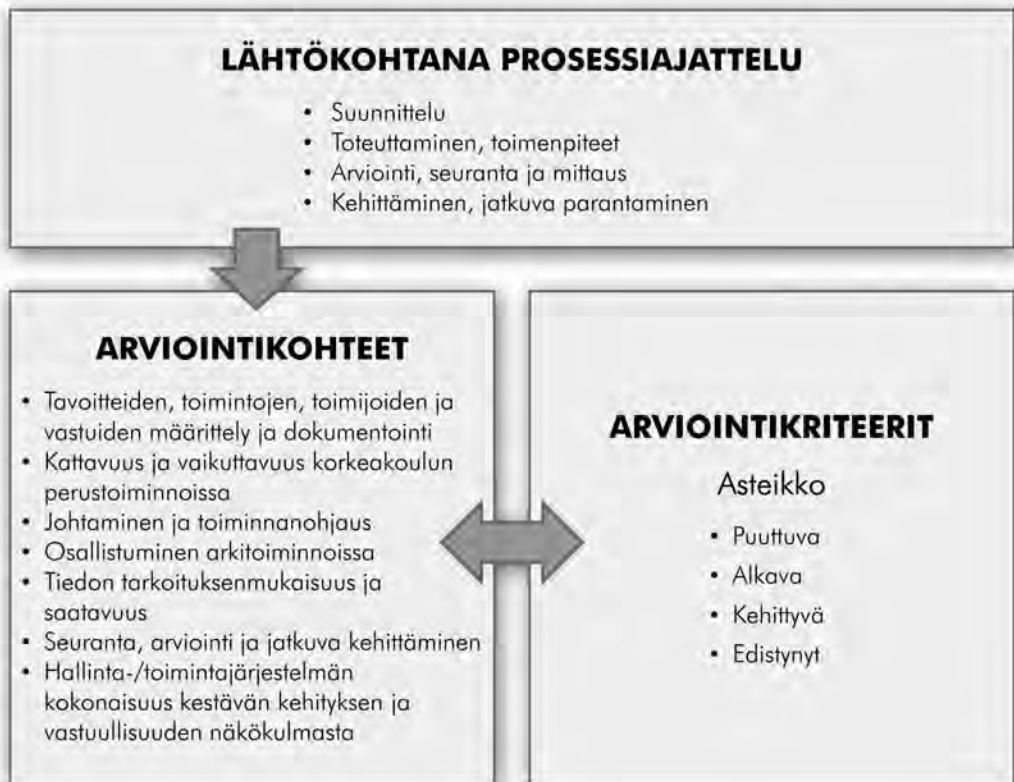 LÄHTÖKOHTANA PROSESSIAJATTELU
• Suunnittelu
• Toteuttaminen, toimenpiteet
• Arviointi, seuranta ja mittaus
• Kehittäminen, jatkuva parantaminen
ARVIOINTIKOHTEET
• Tavoitteiden, toimintojen, toimijoiden ja
vastuiden määrittely ja dokumentointi
• Kattavuus ja vaikuttavuus korkeakoulun
perustoiminnoissa
• Johtaminen ja toiminnanohjaus
• Osallistuminen arkitoiminnoissa
• Tiedon tarkoituksenmukaisuus ja
saatavuus
• Seuranta, arviointi ja jatkuva kehittäminen
• Hallinta-/toimintajärjestelmän
kokonaisuus kestävän kehityksen ja
vastuullisuuden näkökulmasta
ARVIOINTIKRITEERIT
Asteikko
• Puuttuva
• Alkava
• Kehittyvä
• Edistynyt